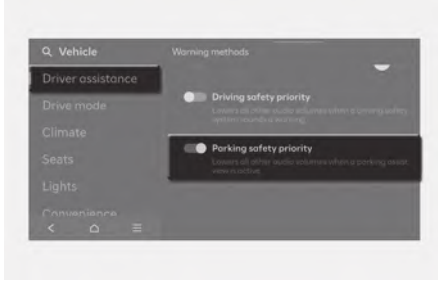 Vehicle
Warning methods
Driver assistance
Driving safety priority
Lowers all other audio volumes when a driving safety
system sounds a warning.
Drive mode
Climate
Parking safety priority
Lowers all other audio volumes when a parking assist
view is active.
Seats
Lights
Convenience